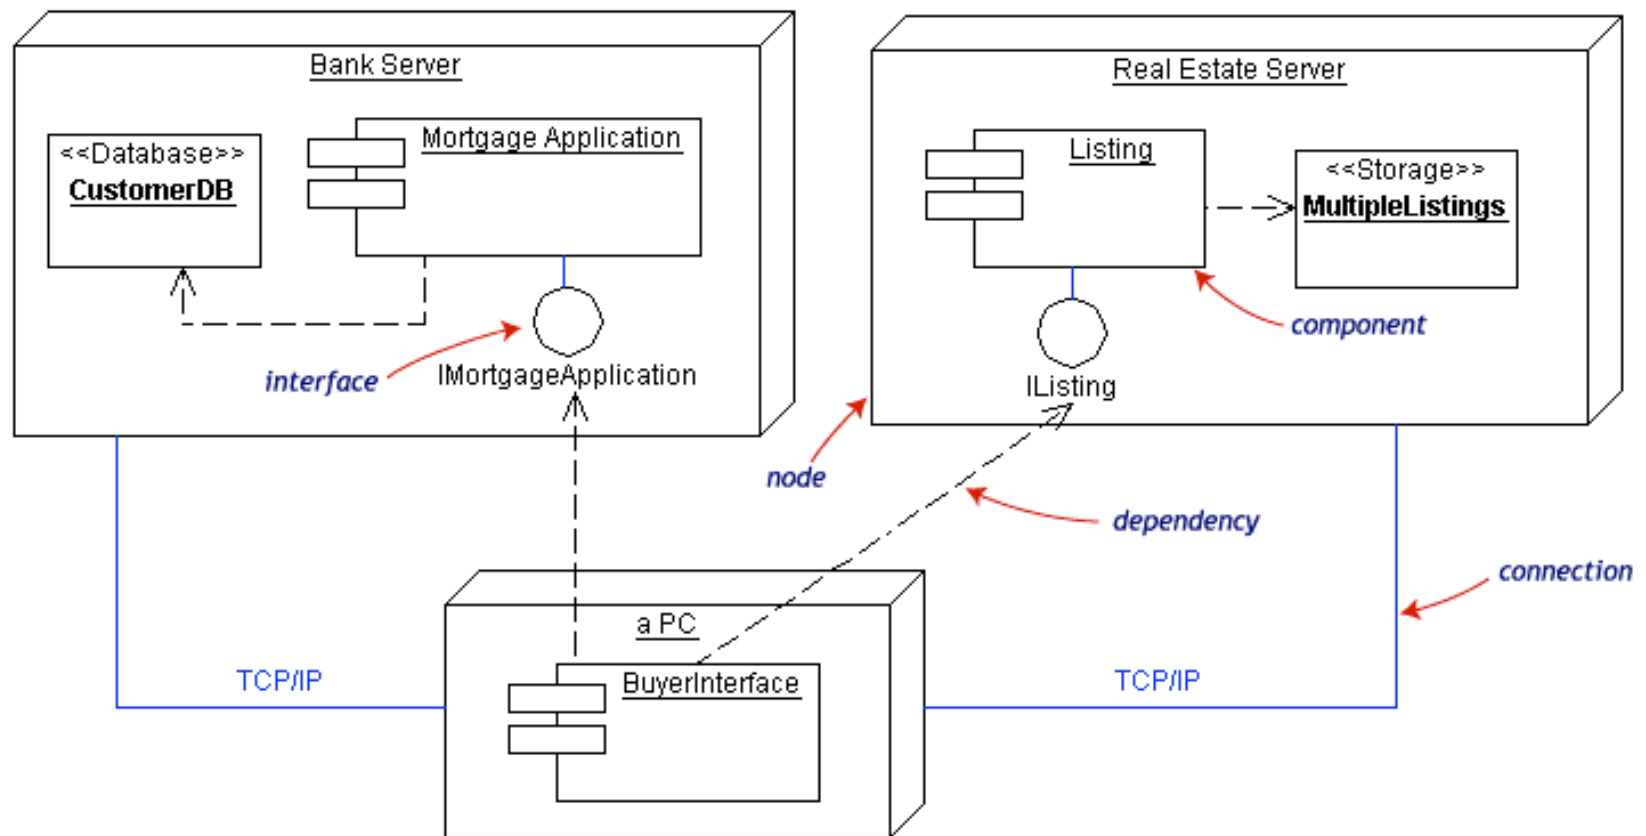 Bank Server
<<Database>>
CustomerDB
Mortgage Application
interface
IMortgageApplication
Real Estate Server
Listing
<<Storage>>
MultipleListings
component
IListing
node
dependency
connection
a PC
TCP/IP
BuyerInterface
TCP/IP